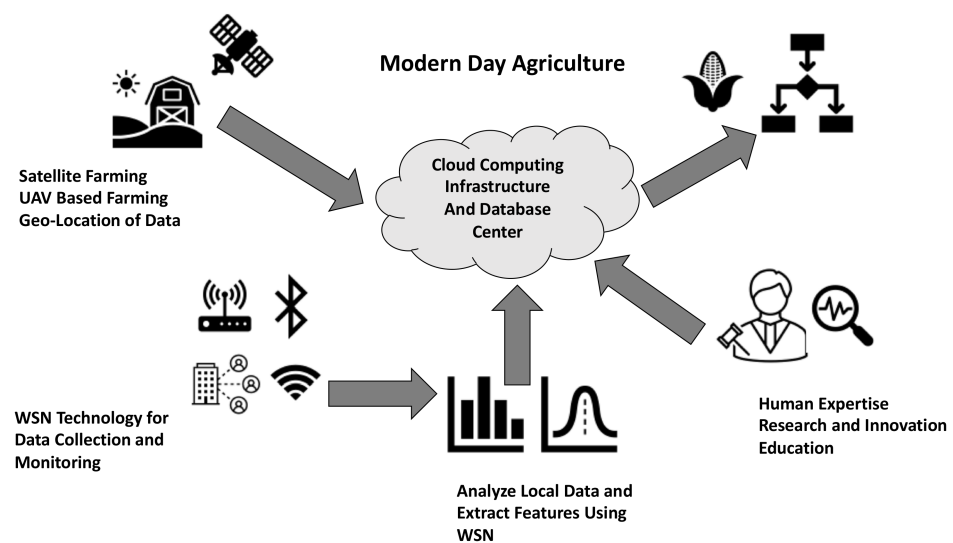 Modern Day Agriculture
Cloud Computing
Infrastructure
And Database
Center
Satellite Farming
UAV Based Farming
Geo-Location of Data
WSN Technology for
Data Collection and
Monitoring
Human Expertise
Research and Innovation
Education
Analyze Local Data and
Extract Features Using
WSN